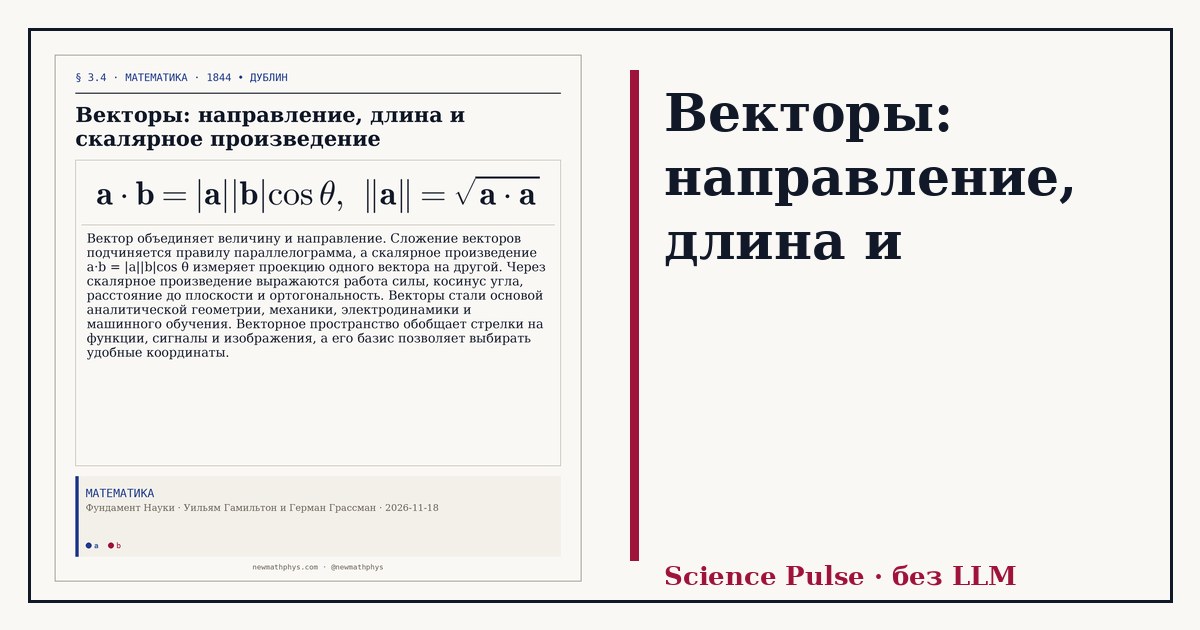 § 3.4 · МАТЕМАТИКА · 1844 • ДУБЛИН
Векторы: направление, длина и
скалярное произведение
a · b = |a||b| cos θ, ‖a‖ = √a · a
Вектор объединяет величину и направление. Сложение векторов
подчиняется правилу параллелограмма, а скалярное произведение
a·b = |a||b|cos θ измеряет проекцию одного вектора на другой. Через
скалярное произведение выражаются работа силы, косинус угла,
расстояние до плоскости и ортогональность. Векторы стали основой
аналитической геометрии, механики, электродинамики и
машинного обучения. Векторное пространство обобщает стрелки на
функции, сигналы и изображения, а его базис позволяет выбирать
удобные координаты.
МАТЕМАТИКА
Фундамент Науки · Уильям Гамильтон и Герман Грассман · 2026-11-18
a b
newmathphys.com · @newmathphys
Векторы:
направление,
длина и
Science Pulse · без LLM